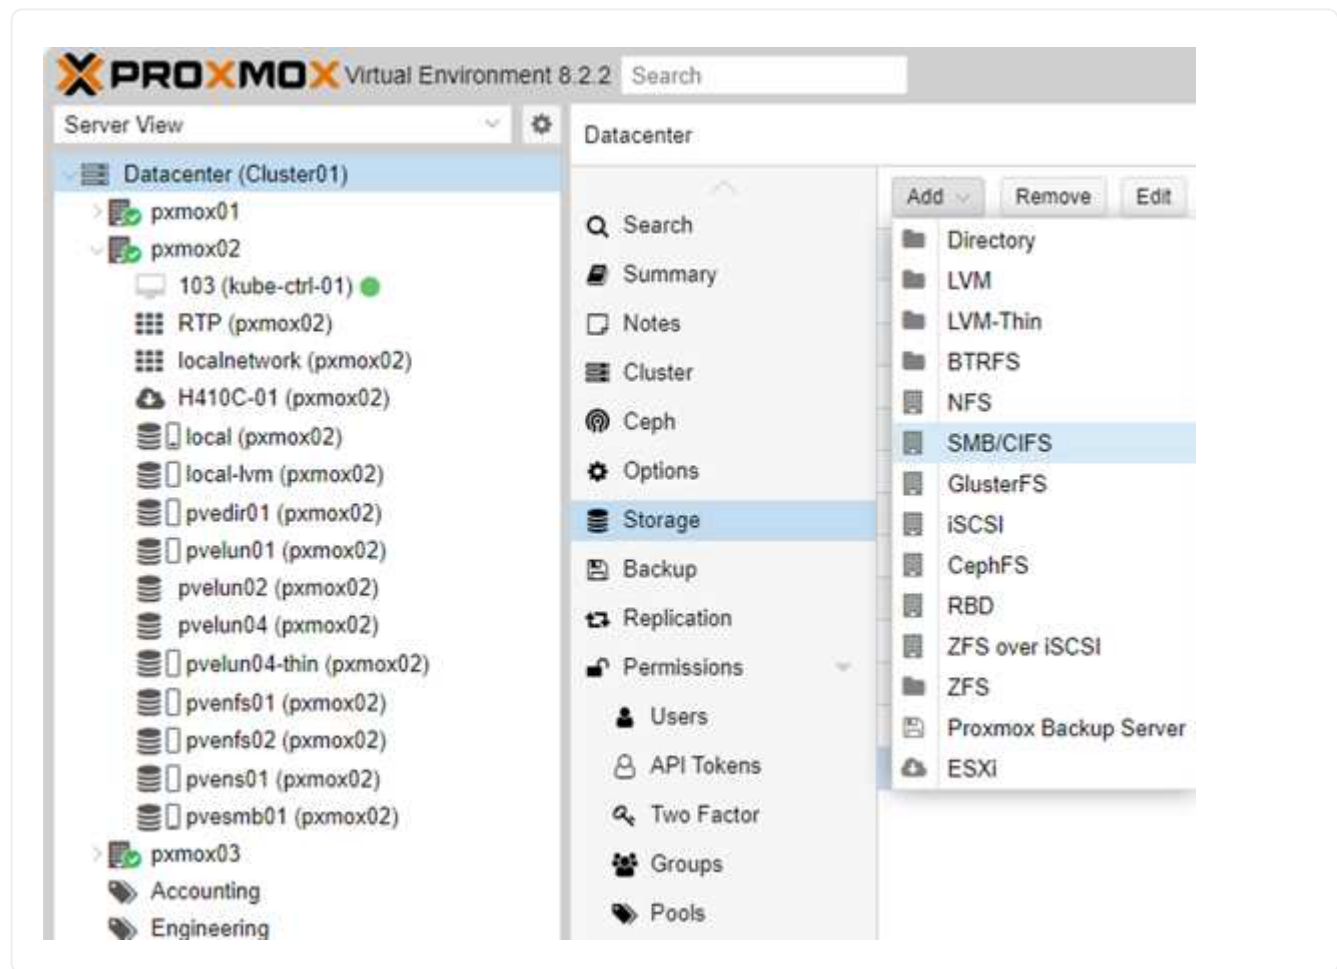 PROXMOX Virtual Environment 8.2.2 Search
Server View
Datacenter (Cluster01)
pxmox01
pxmox02
103 (kube-ctrl-01)
RTP (pxmox02)
localnetwork (pxmox02)
H410C-01 (pxmox02)
local (pxmox02)
local-lvm (pxmox02)
pvedir01 (pxmox02)
pvelun01 (pxmox02)
pvelun02 (pxmox02)
pvelun04 (pxmox02)
pvelun04-thin (pxmox02)
pvenfs01 (pxmox02)
pvenfs02 (pxmox02)
pvens01 (pxmox02)
pvesmb01 (pxmox02)
pxmox03
Accounting
Engineering
Datacenter
Search
Summary
Notes
Cluster
Ceph
Options
Storage
Backup
Replication
Permissions
Users
API Tokens
Two Factor
Groups
Pools
Add Remove Edit
Directory
LVM
LVM-Thin
BTRFS
NFS
SMB/CIFS
GlusterFS
iSCSI
CephFS
RBD
ZFS over iSCSI
ZFS
Proxmox Backup Server
ESXi